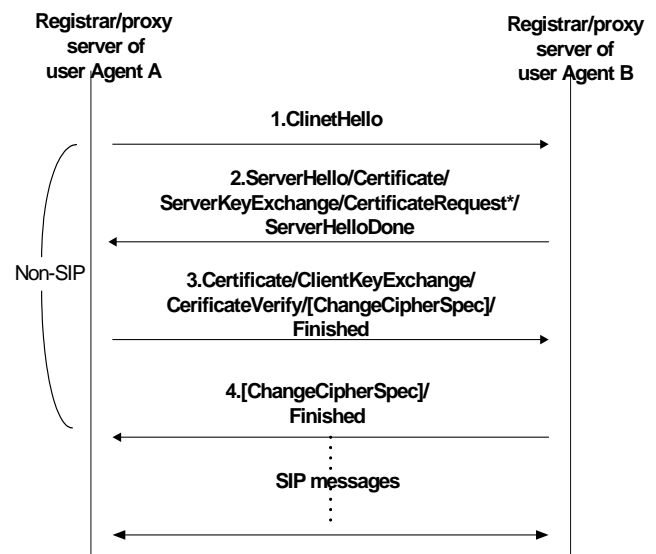 Registrar/proxy
server of
user Agent A
Registrar/proxy
server of
user Agent B
1.ClinetHello
2.ServerHello/Certificate/
ServerKeyExchange/CertificateRequest*/
ServerHelloDone
Non-SIP
3.Certificate/ClientKeyExchange/
CerificateVerify/[ChangeCipherSpec]/
Finished
4.[ChangeCipherSpec]/
Finished
SIP messages